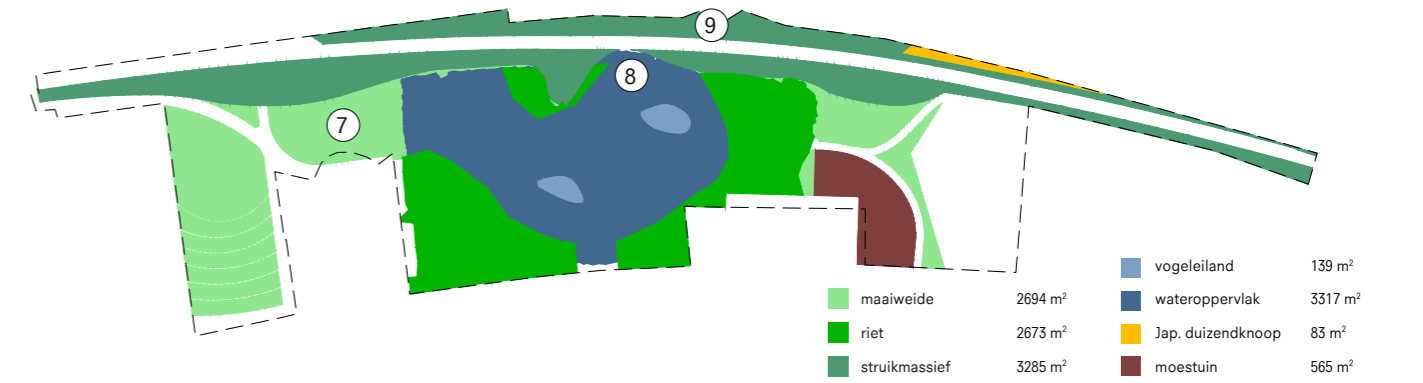 9
8
7
vogeleiland 139 m²
maaiweide 2694 m²
wateroppervlak 3317 m²
riet 2673 m²
Jap. duizendknoop 83 m²
struikmassief 3285 m²
moestuin 565 m²